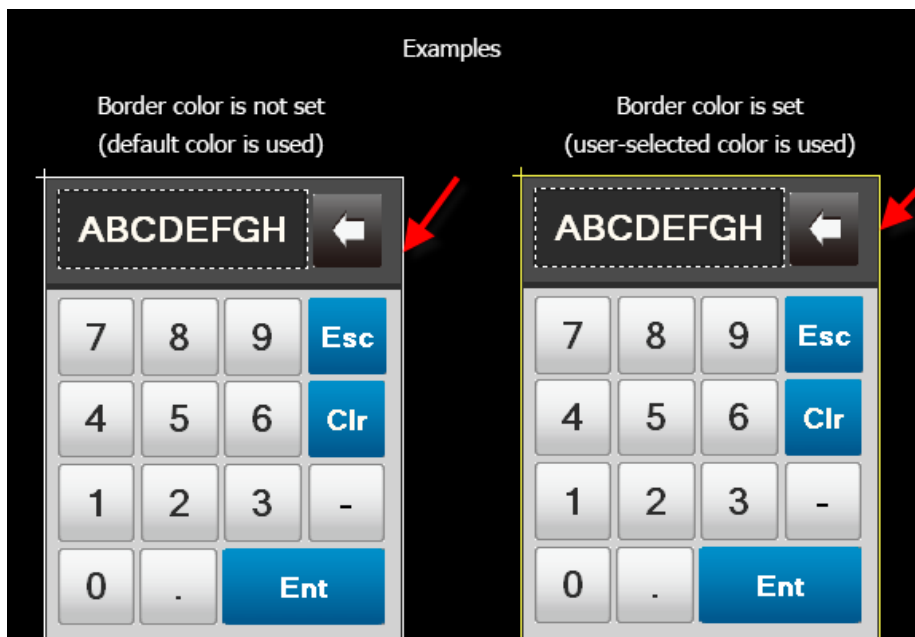 Examples
Border color is not set
(default color is used)
ABCDEFGH
7 8 9 Esc
4 5 6 Clr
1 2 3 -
0 . Ent
Border color is set
(user-selected color is used)
ABCDEFGH
7 8 9 Esc
4 5 6 Clr
1 2 3 -
0 . Ent